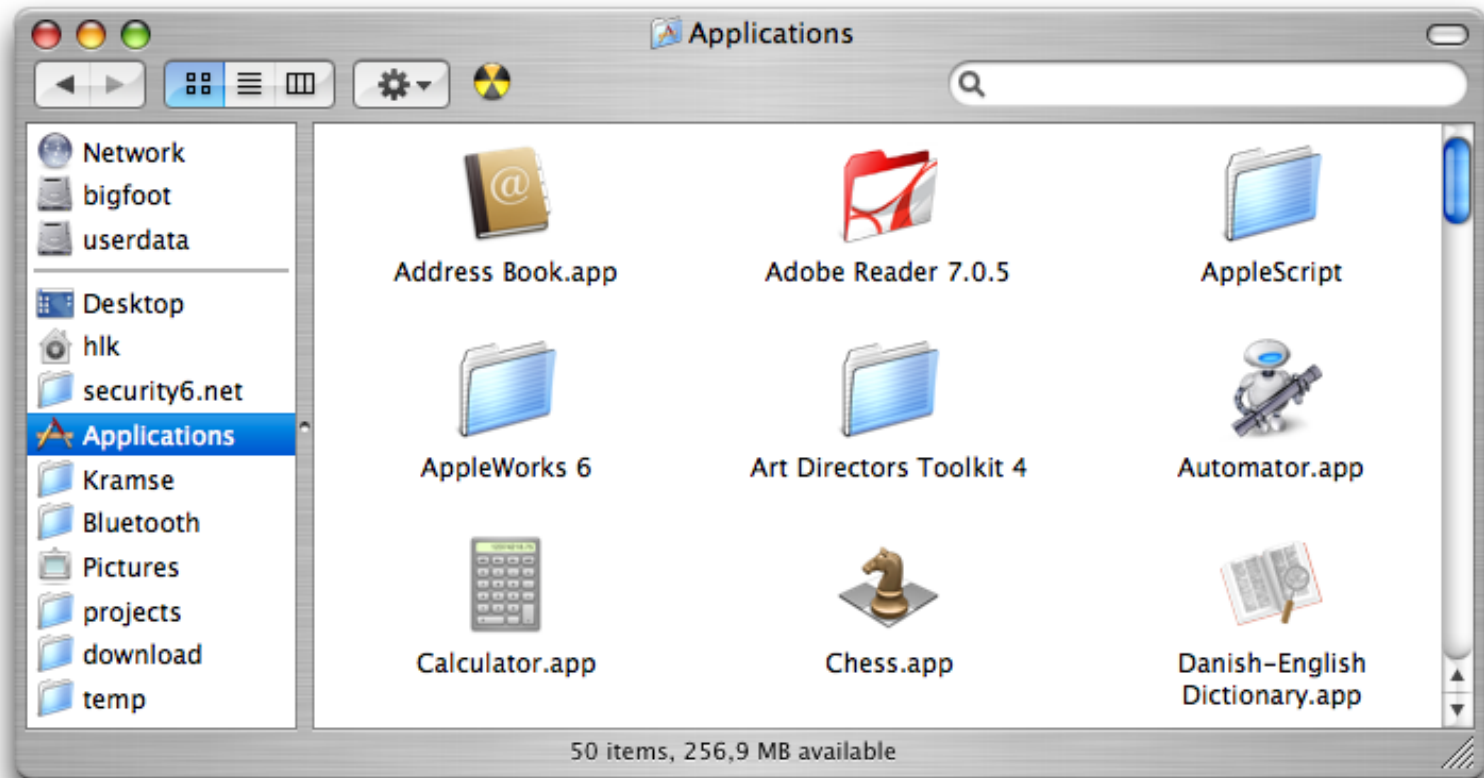 Applications
Network
bigfoot
userdata
Desktop
hlk
security6.net
Applications
Kramse
Bluetooth
Pictures
projects
download
temp
@
Address Book.app
Adobe Reader 7.0.5
AppleScript
AppleWorks 6
Art Directors Toolkit 4
Automator.app
Calculator.app
Chess.app
Danish-English
Dictionary.app
50 items, 256,9 MB available